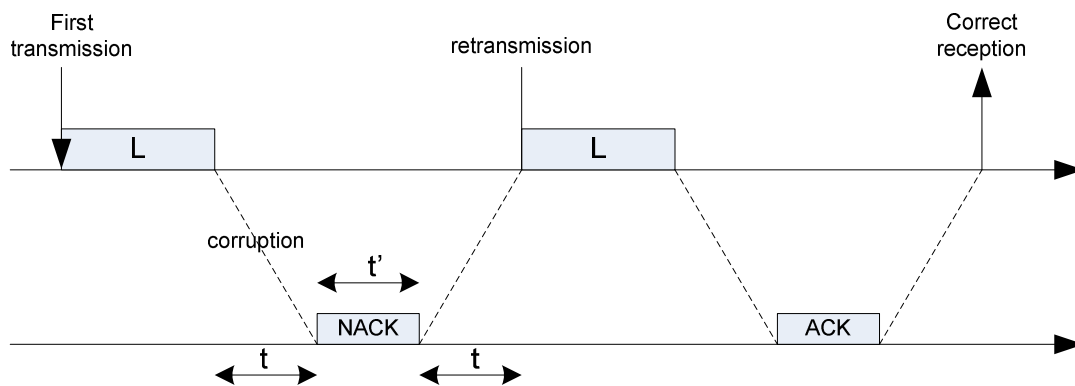 First
transmission
retransmission
Correct
reception
L
L
corruption
t’
NACK
ACK
t
t